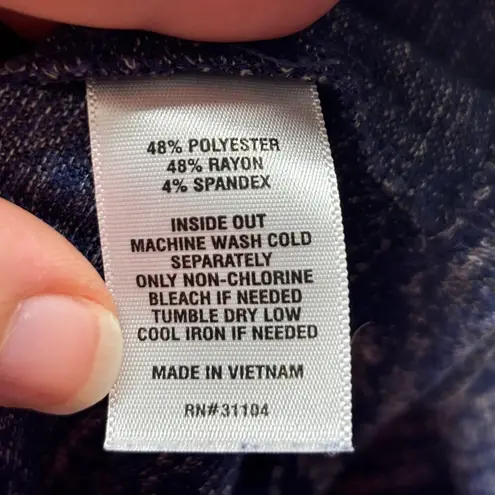 48% POLYESTER
48% RAYON
4% SPANDEX
INSIDE OUT
MACHINE WASH COLD
SEPARATELY
ONLY NON-CHLORINE
BLEACH IF NEEDED
TUMBLE DRY LOW
COOL IRON IF NEEDED
MADE IN VIETNAM
RN#31104